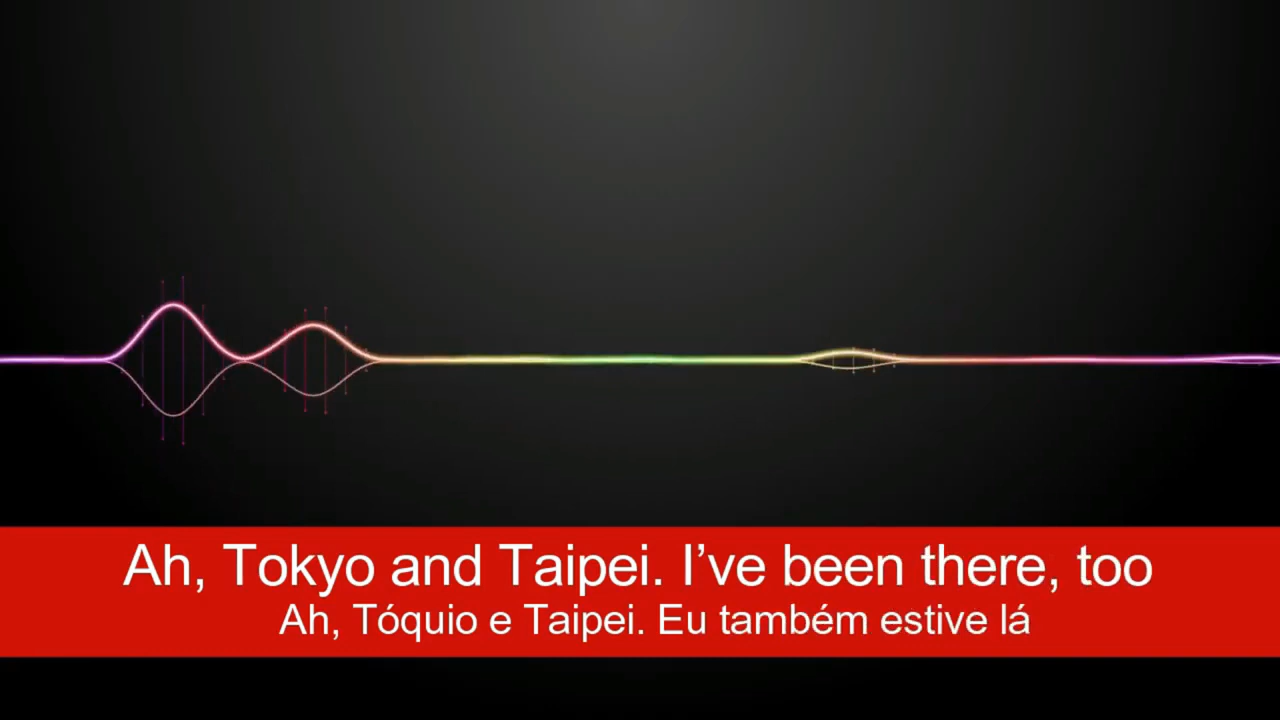 Ah, Tokyo and Taipei. I’ve been there, too
Ah, Tóquio e Taipei. Eu também estive lá